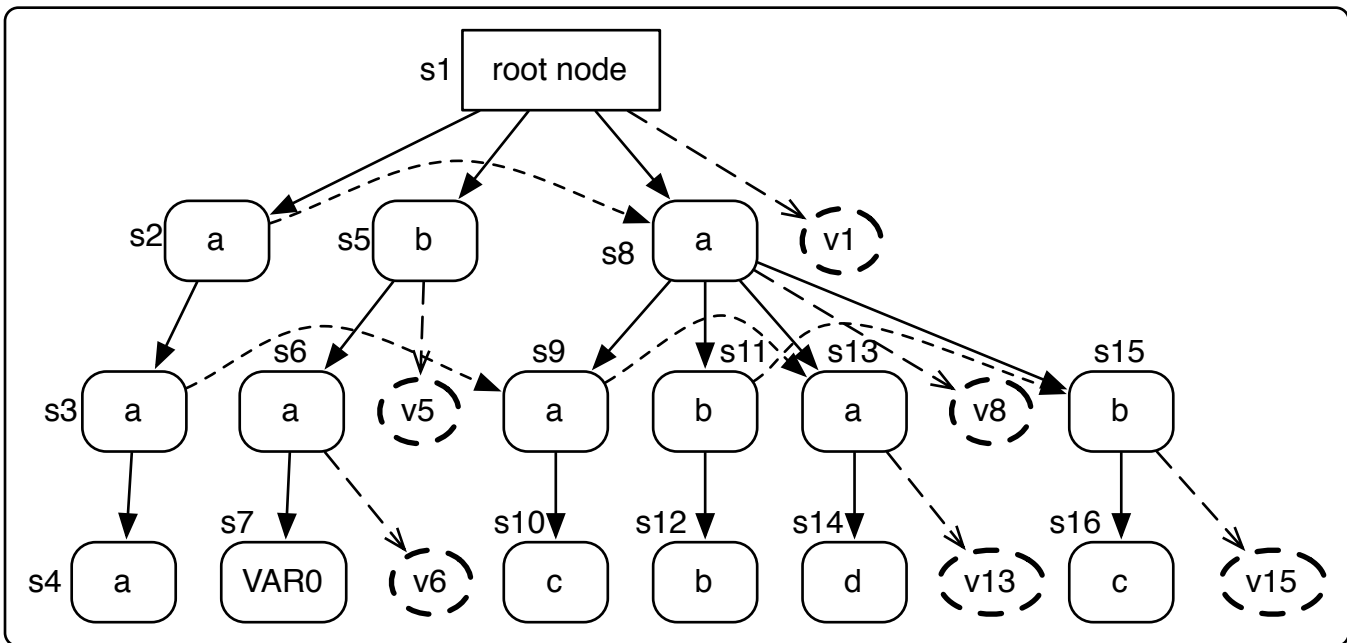 s1 root node
s2 a s5 b s8 a v1
s6 s9 s11 s13 s15
s3 a a v5 a b a v8 b
s7 s10 s12 s14 s16
s4 a VAR0 v6 c b d v13 c v15